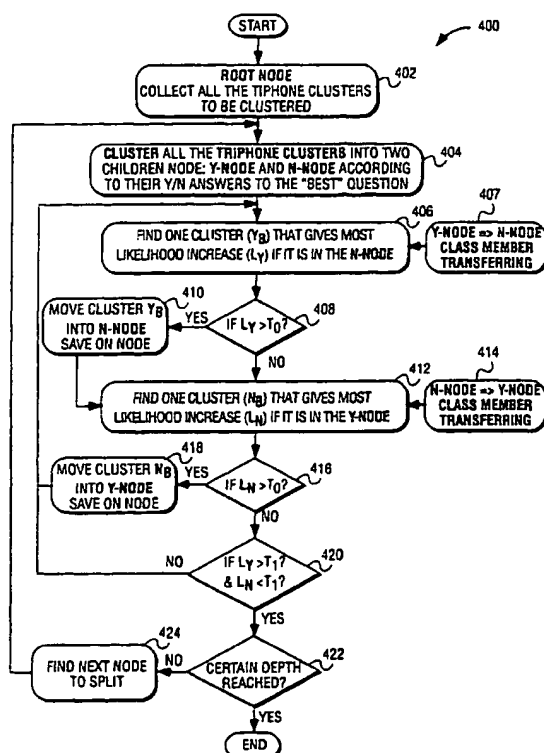 START
400
ROOT NODE
COLLECT ALL THE TIPHONE CLUSTERS
TO BE CLUSTERED
402
CLUSTER ALL THE TRIPHONE CLUSTERS INTO TWO
CHILDREN NODE: Y-NODE AND N-NODE ACCORDING
TO THEIR Y/N ANSWERS TO THE "BEST" QUESTION
404
406
407
FIND ONE CLUSTER (YB) THAT GIVES MOST
LIKELIHOOD INCREASE (LY) IF IT IS IN THE N-NODE
Y-NODE => N-NODE
CLASS MEMBER
TRANSFERRING
410
MOVE CLUSTER YB
INTO N-NODE
SAVE ON NODE
YES
IF LY >T0?
408
NO
412
414
FIND ONE CLUSTER (NB) THAT GIVES MOST
LIKELIHOOD INCREASE (LN) IF IT IS IN THE Y-NODE
N-NODE => Y-NODE
CLASS MEMBER
TRANSFERRING
418
MOVE CLUSTER NB
INTO Y-NODE
SAVE ON NODE
YES
IF LN >T0?
416
NO
NO
IF LY >T1?
& LN <T1?
420
YES
424
FIND NEXT NODE
TO SPLIT
NO
CERTAIN DEPTH
REACHED?
422
YES
END